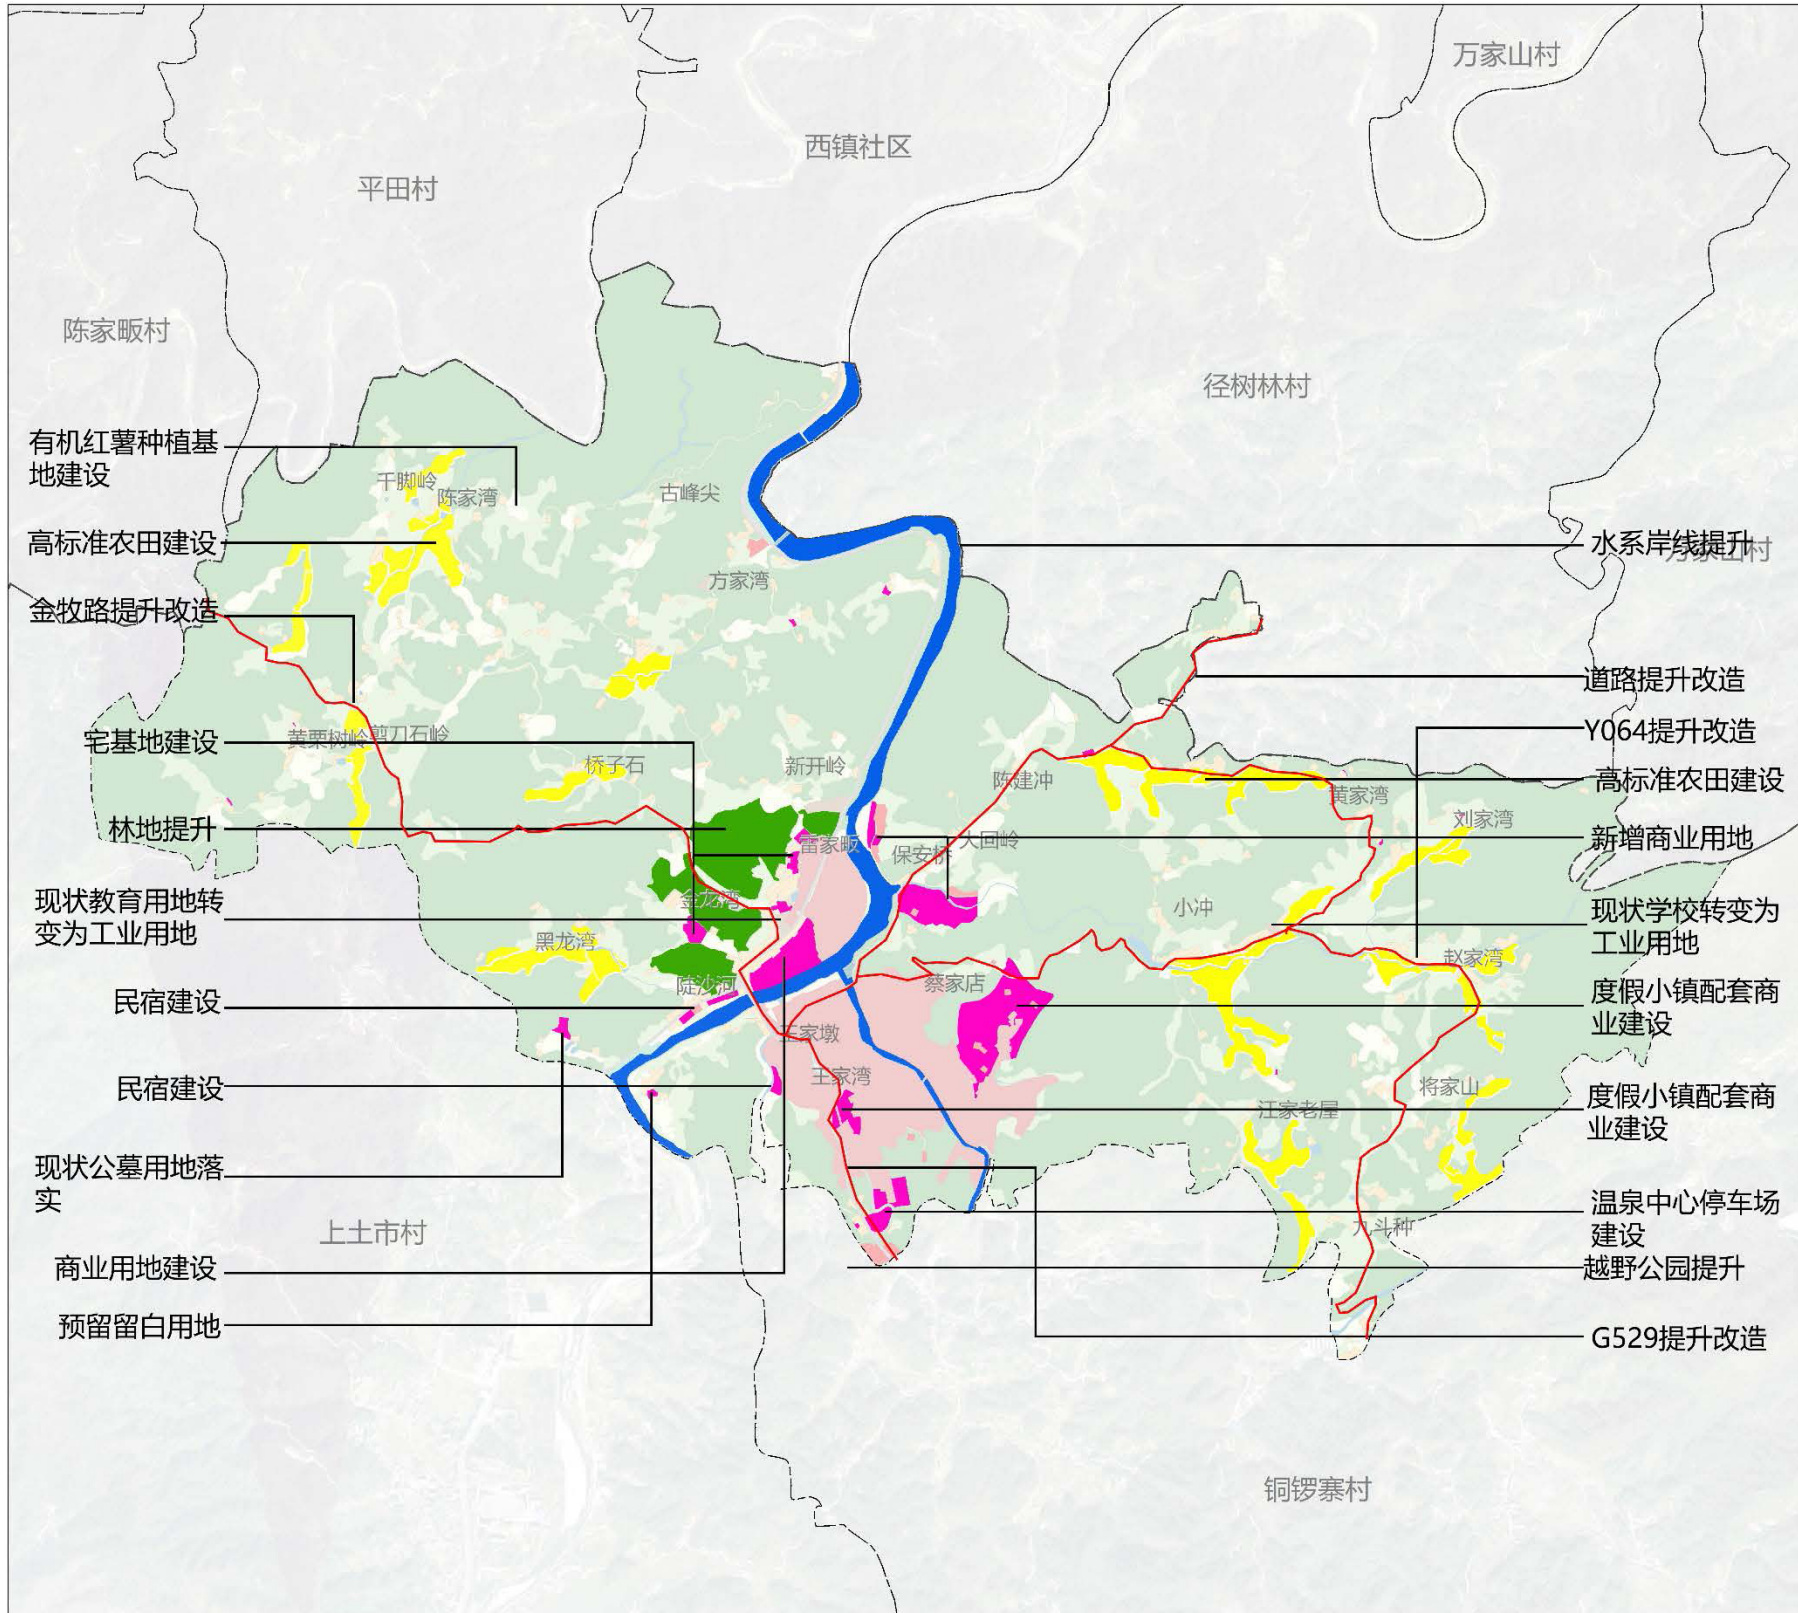 万家山村
西镇社区
平田村
陈家畈村
径树林村
有机红薯种植基
地建设
千脚岭
陈家湾
古峰尖
高标准农田建设
水系岸线提升
万家山村
方家湾
金牧路提升改造
道路提升改造
Y064提升改造
黄栗树岭
剪刀石岭
宅基地建设
桥子石
新开岭
陈建冲
高标准农田建设
黄家湾
刘家湾
林地提升
雷家畈
保安桥
大回岭
新增商业用地
现状教育用地转
变为工业用地
金龙湾
小冲
现状学校转变为
工业用地
黑龙湾
赵家湾
陡沙河
蔡家店
民宿建设
度假小镇配套商
业建设
王家墩
王家湾
民宿建设
将家山
汪家老屋
度假小镇配套商
业建设
现状公墓用地落
实
上土市村
温泉中心停车场
建设
九斗种
商业用地建设
越野公园提升
预留留白用地
G529提升改造
铜锣寨村